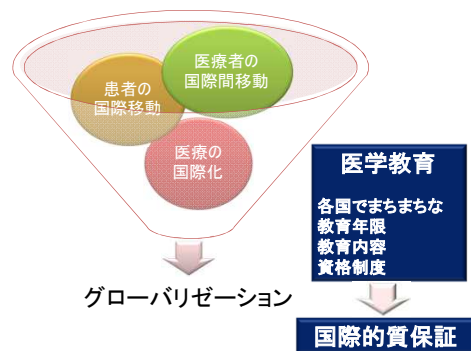 医療者の
国際間移動
患者の
国際移動
医療の
国際化
グローバリゼーション
医学教育
各国でまちまちな
教育年限
教育内容
資格制度
国際的質保証